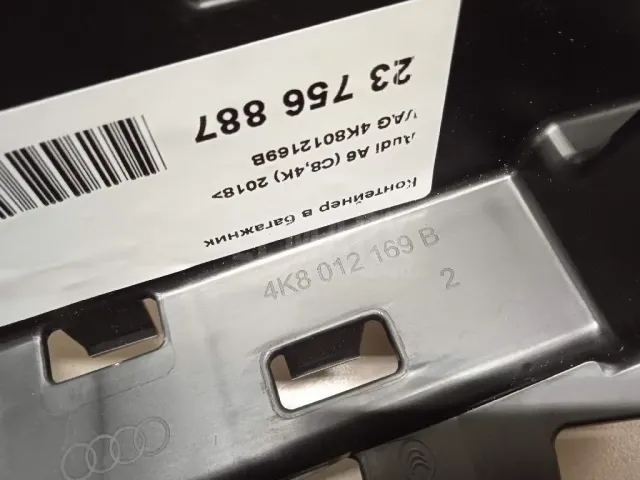 Контейнер в багажник
Audi A6 (C8,4K) 2018>
VAG 4K8012169B
23 756 887
4K8 012 169 B
2